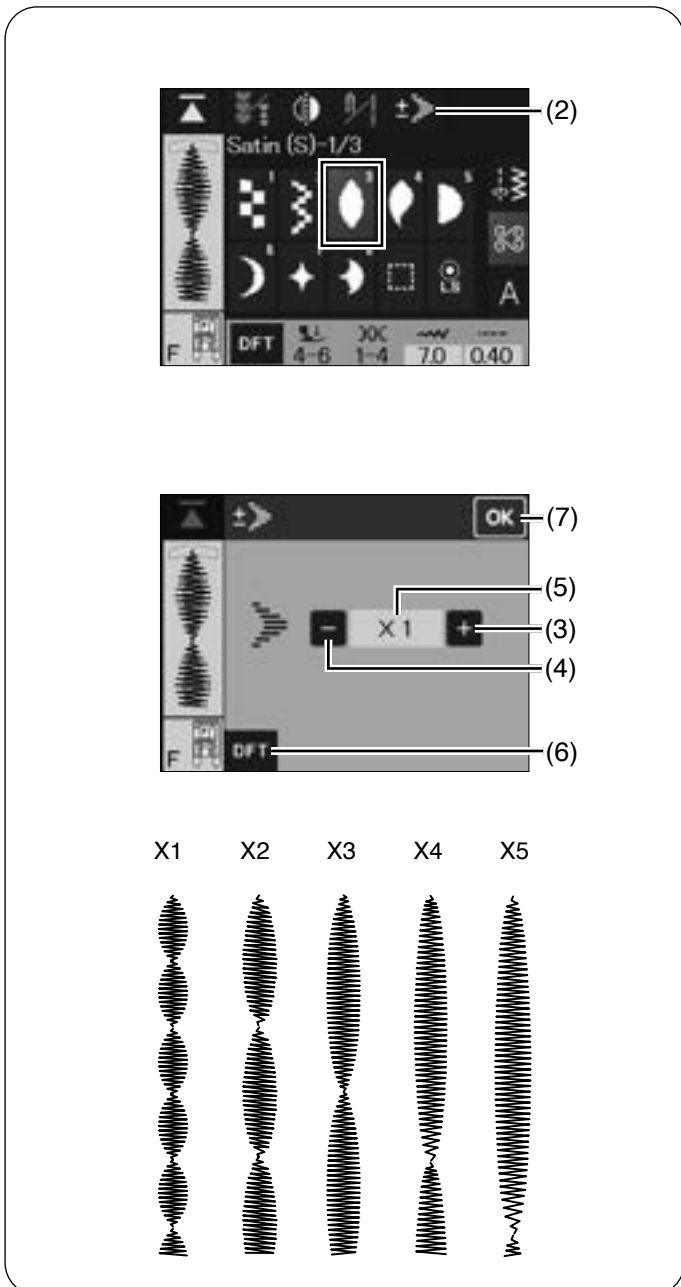 (2)
Satin (S)-1/3
1 2 3 4 5
6 7 8
LS
A
F DFT 4-6 1-4 7.0 0.40
OK (7)
(5)
− X 1 + (3)
(4)
F DFT (6)
X1 X2 X3 X4 X5